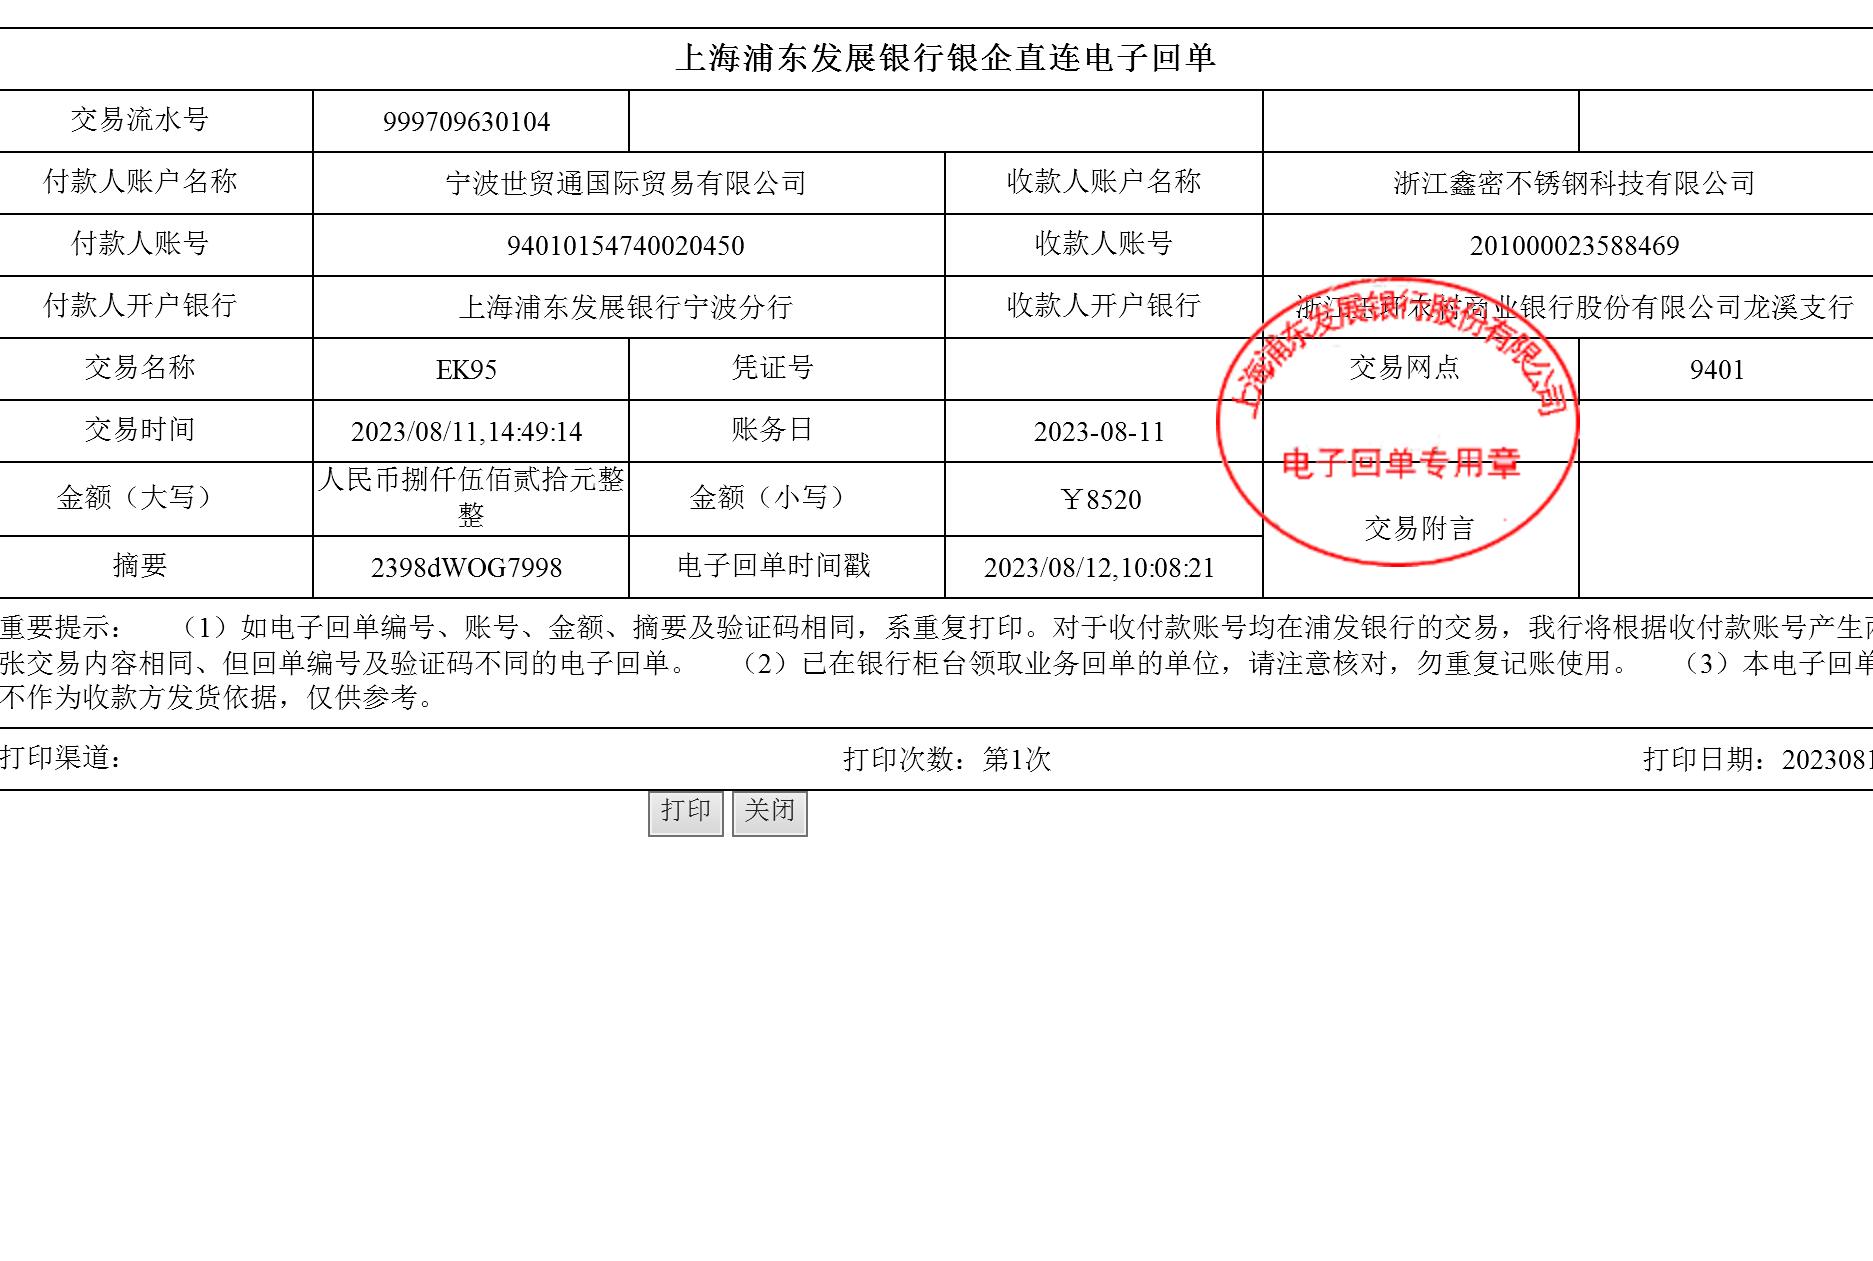 上海浦东发展银行银企直连电子回单
交易流水号 999709630104
付款人账户名称 宁波世贸通国际贸易有限公司 收款人账户名称 浙江鑫密不锈钢科技有限公司
付款人账号 94010154740020450 收款人账号 201000023588469
付款人开户银行 上海浦东发展银行宁波分行 收款人开户银行 浙江玉环农村商业银行股份有限公司龙溪支行
上海浦东发展银行股份有限公司
交易名称 EK95 凭证号 交易网点 9401
交易时间 2023/08/11,14:49:14 账务日 2023-08-11
电子回单专用章
金额（大写） 人民币捌仟伍佰贰拾元整
整
金额（小写） ￥8520
交易附言
摘要 2398dWOG7998 电子回单时间戳 2023/08/12,10:08:21
重要提示： （1）如电子回单编号、账号、金额、摘要及验证码相同，系重复打印。对于收付款账号均在浦发银行的交易，我行将根据收付款账号产生两
张交易内容相同、但回单编号及验证码不同的电子回单。 （2）已在银行柜台领取业务回单的单位，请注意核对，勿重复记账使用。 （3）本电子回单
不作为收款方发货依据，仅供参考。
打印渠道： 打印次数：第1次 打印日期：2023081
打印 关闭